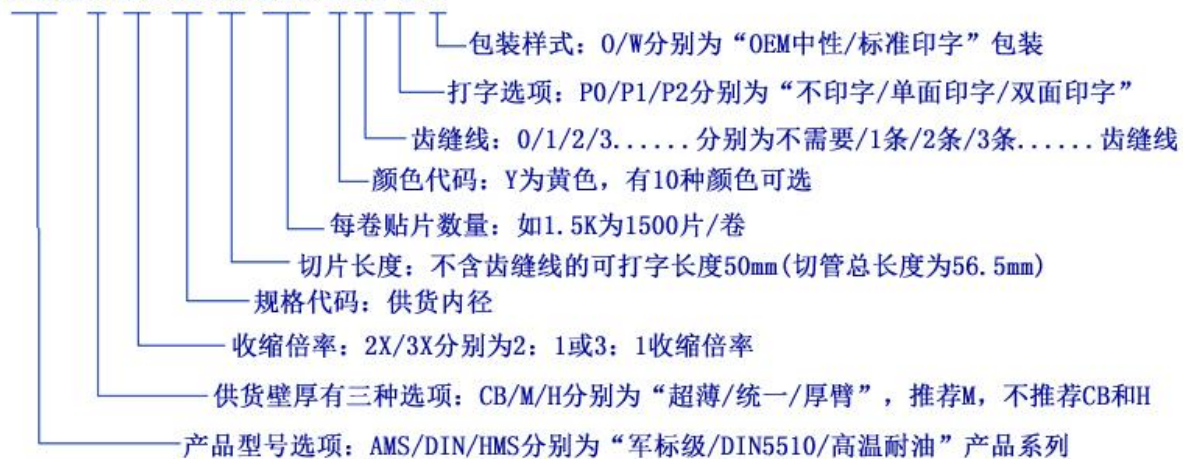 包装样式：O/W分别为“OEM中性/标准印字”包装
打字选项：P0/P1/P2分别为“不印字/单面印字/双面印字”
齿缝线：0/1/2/3......分别为不需要/1条/2条/3条......齿缝线
颜色代码：Y为黄色，有10种颜色可选
每卷贴片数量：如1.5K为1500片/卷
切片长度：不含齿缝线的可打字长度50mm(切管总长度为56.5mm)
规格代码：供货内径
收缩倍率：2X/3X分别为2：1或3：1收缩倍率
供货壁厚有三种选项：CB/M/H分别为“超薄/统一/厚臂”，推荐M，不推荐CB和H
产品型号选项：AMS/DIN/HMS分别为“军标级/DIN5510/高温耐油”产品系列